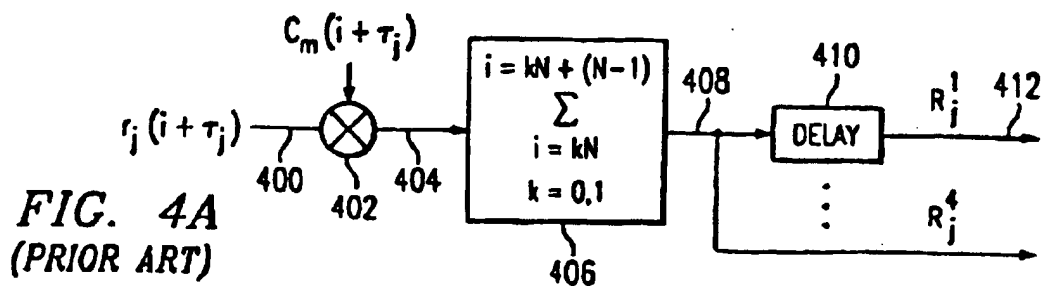 C_m(i + τ_j)
r_j(i + τ_j)
400
402
404
i = kN + (N-1)
Σ
i = kN
k = 0,1
406
408
410
DELAY
R_j^1
412
⋮
R_j^4
FIG. 4A
(PRIOR ART)